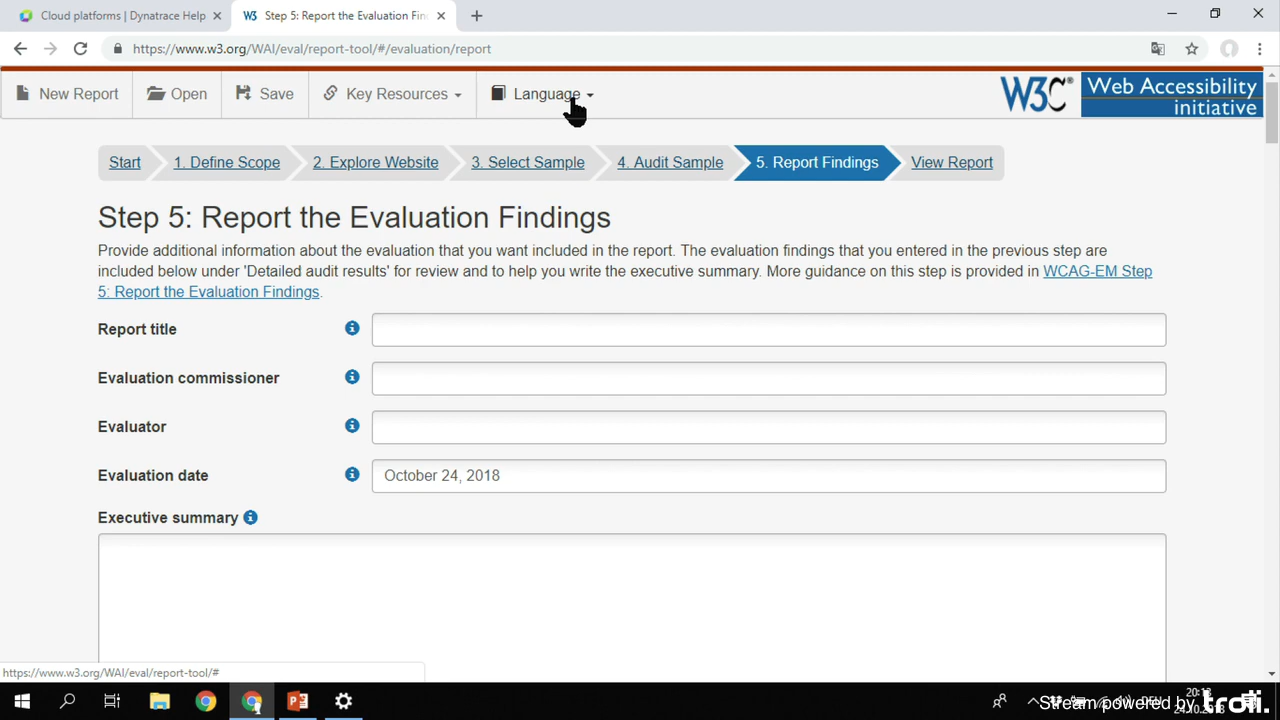 Cloud platforms | Dynatrace Help
W3 Step 5: Report the Evaluation Fin
https://www.w3.org/WAI/eval/report-tool/#/evaluation/report
New Report
Open
Save
Key Resources
Language
W3C Web Accessibility
initiative
Start
1. Define Scope
2. Explore Website
3. Select Sample
4. Audit Sample
5. Report Findings
View Report
Step 5: Report the Evaluation Findings
Provide additional information about the evaluation that you want included in the report. The evaluation findings that you entered in the previous step are
included below under 'Detailed audit results' for review and to help you write the executive summary. More guidance on this step is provided in WCAG-EM Step
5: Report the Evaluation Findings.
Report title
Evaluation commissioner
Evaluator
Evaluation date
October 24, 2018
Executive summary
https://www.w3.org/WAI/eval/report-tool/#
Stream powered by troii.